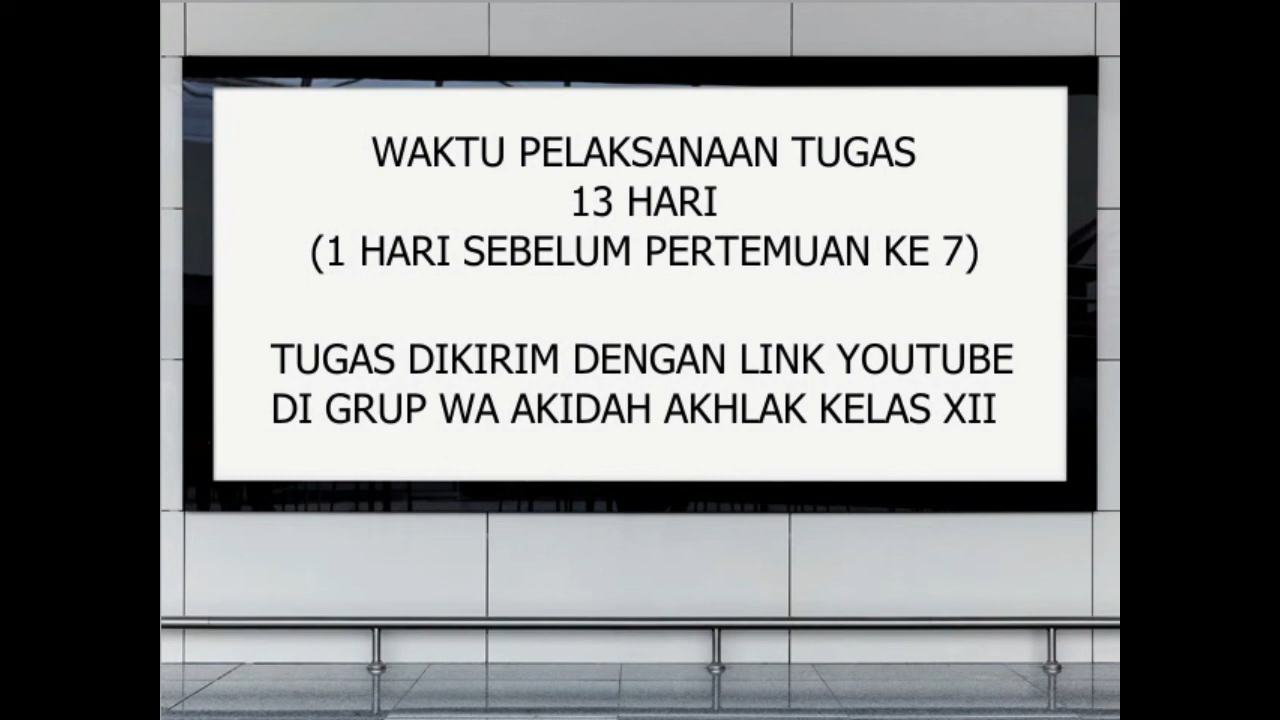 WAKTU PELAKSANAAN TUGAS
13 HARI
(1 HARI SEBELUM PERTEMUAN KE 7)
TUGAS DIKIRIM DENGAN LINK YOUTUBE
DI GRUP WA AKIDAH AKHLAK KELAS XII